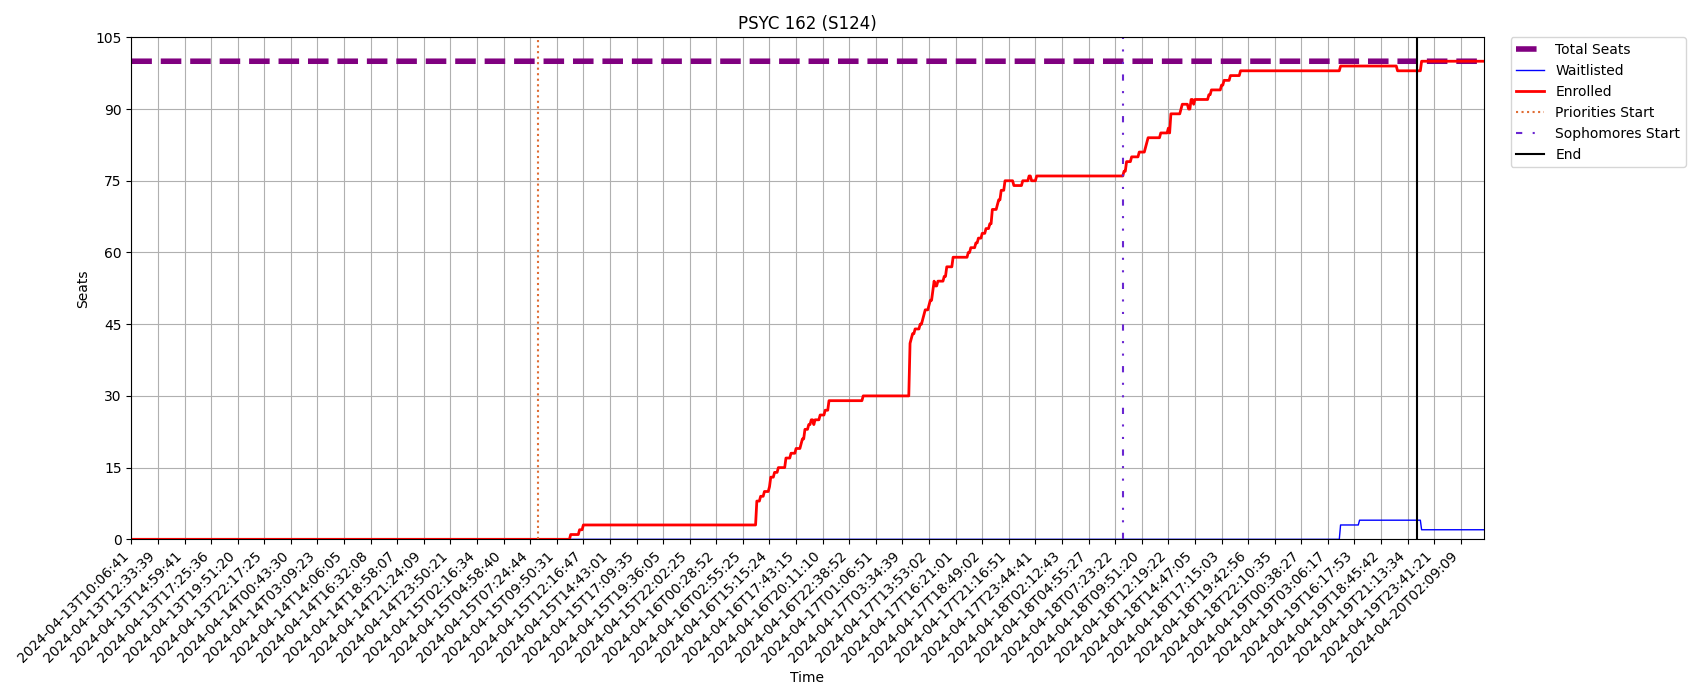 PSYC 162 (S124)
105
90
75
60
45
30
15
0
Seats
Total Seats
Waitlisted
Enrolled
Priorities Start
Sophomores Start
End
2024-04-13T10:06:41
2024-04-13T12:33:39
2024-04-13T14:59:41
2024-04-13T17:25:36
2024-04-13T19:51:20
2024-04-13T22:17:25
2024-04-14T00:43:30
2024-04-14T03:09:23
2024-04-14T14:06:05
2024-04-14T16:32:08
2024-04-14T18:58:07
2024-04-14T21:24:09
2024-04-14T23:50:21
2024-04-15T02:16:34
2024-04-15T04:58:40
2024-04-15T07:24:44
2024-04-15T09:50:31
2024-04-15T12:16:47
2024-04-15T14:43:01
2024-04-15T17:09:35
2024-04-15T19:36:05
2024-04-15T22:02:25
2024-04-16T00:28:52
2024-04-16T02:55:25
2024-04-16T15:15:24
2024-04-16T17:43:15
2024-04-16T20:11:10
2024-04-16T22:38:52
2024-04-17T01:06:51
2024-04-17T03:34:39
2024-04-17T13:53:02
2024-04-17T16:21:01
2024-04-17T18:49:02
2024-04-17T21:16:51
2024-04-17T23:44:41
2024-04-18T02:12:43
2024-04-18T04:55:27
2024-04-18T07:23:22
2024-04-18T09:51:20
2024-04-18T12:19:22
2024-04-18T14:47:05
2024-04-18T17:15:03
2024-04-18T19:42:56
2024-04-18T22:10:35
2024-04-19T00:38:27
2024-04-19T03:06:17
2024-04-19T16:17:53
2024-04-19T18:45:42
2024-04-19T21:13:34
2024-04-19T23:41:21
2024-04-20T02:09:09
Time